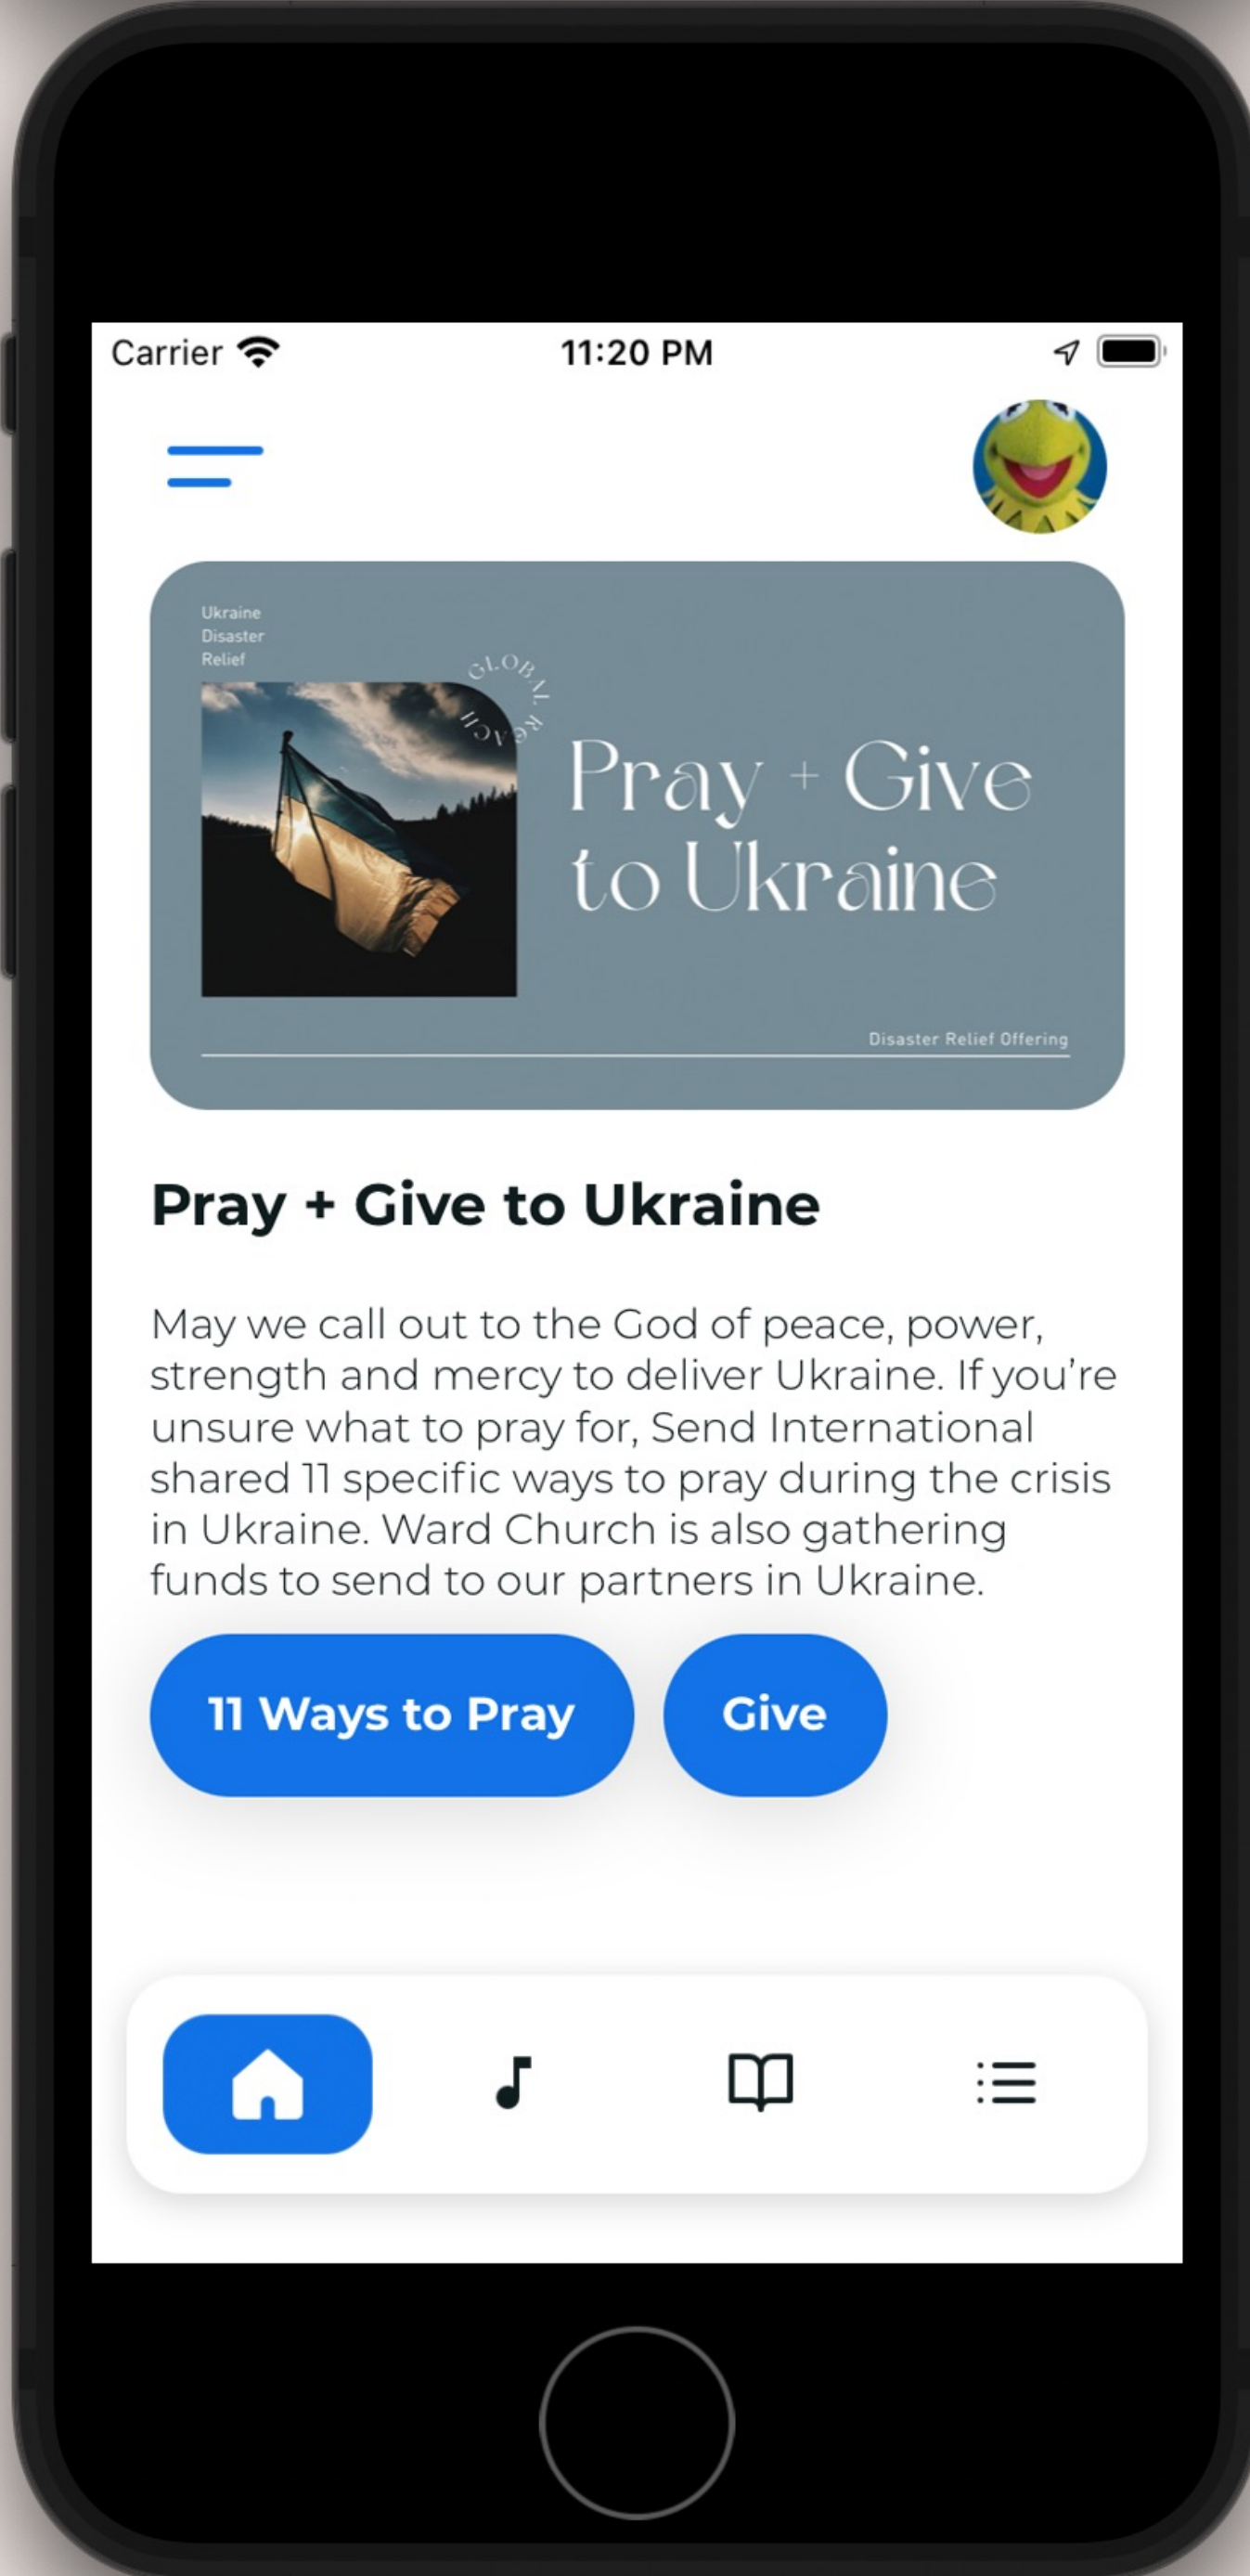 Carrier
11:20 PM
Ukraine
Disaster
Relief
GLOBAL REACH
Pray + Give
to Ukraine
Disaster Relief Offering
Pray + Give to Ukraine
May we call out to the God of peace, power,
strength and mercy to deliver Ukraine. If you’re
unsure what to pray for, Send International
shared 11 specific ways to pray during the crisis
in Ukraine. Ward Church is also gathering
funds to send to our partners in Ukraine.
11 Ways to Pray
Give